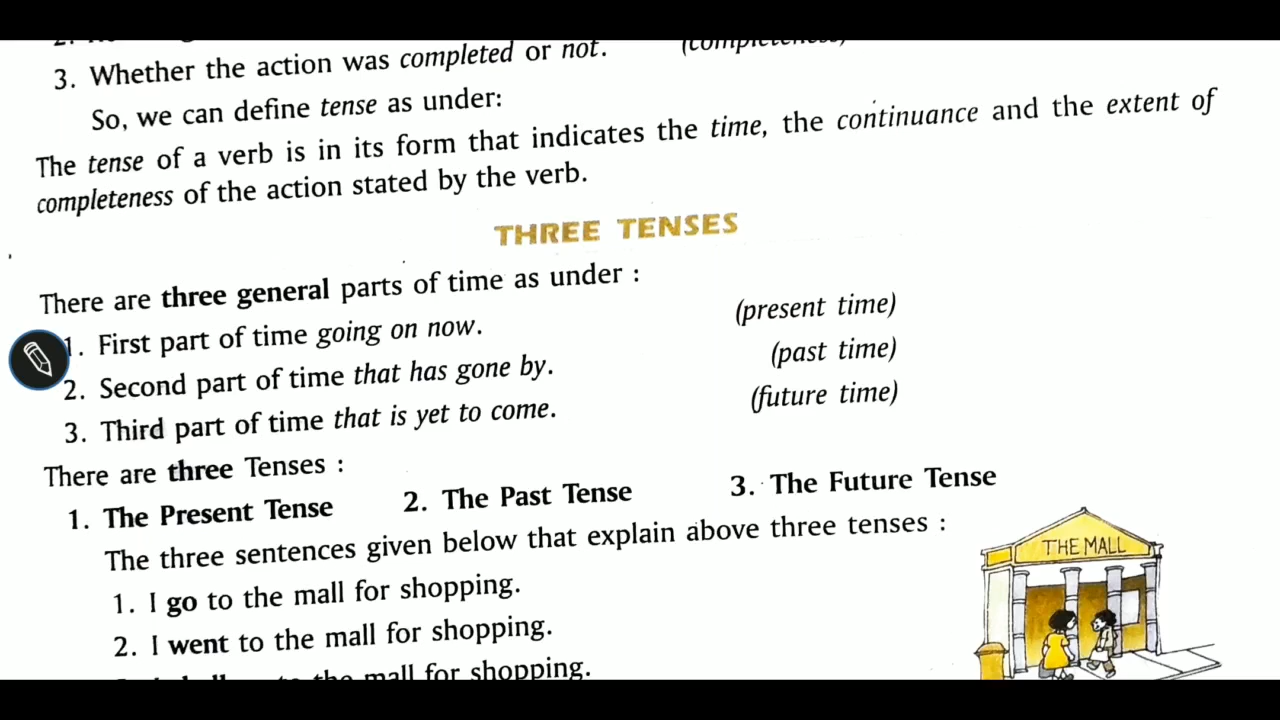 3. Whether the action was completed or not. (completeness)
So, we can define tense as under:
The tense of a verb is in its form that indicates the time, the continuance and the extent of
completeness of the action stated by the verb.
THREE TENSES
There are three general parts of time as under :
1. First part of time going on now. (present time)
2. Second part of time that has gone by. (past time)
3. Third part of time that is yet to come. (future time)
There are three Tenses :
1. The Present Tense 2. The Past Tense 3. The Future Tense
The three sentences given below that explain above three tenses :
THE MALL
1. I go to the mall for shopping.
2. I went to the mall for shopping.
to the mall for shopping.